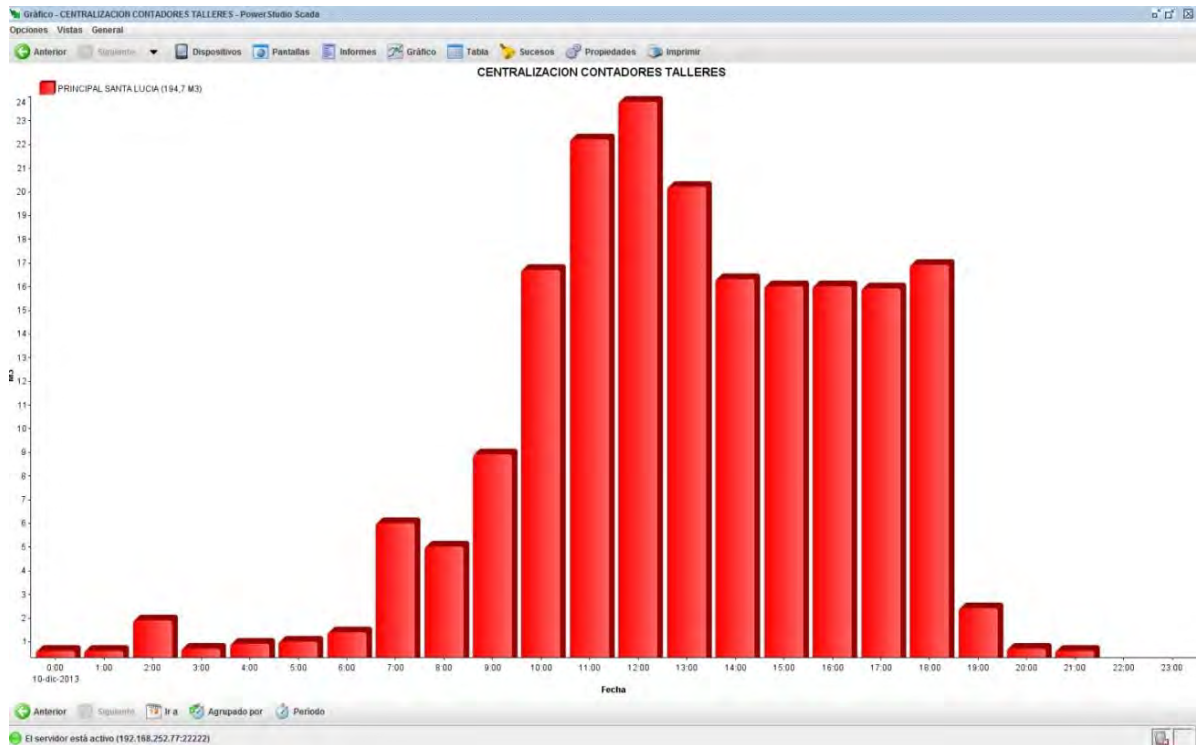 Gráfico - CENTRALIZACION CONTADORES TALLERES - PowerStudio Scada
Opciones Vistas General
Anterior Siguiente Dispositivos Pantallas Informes Gráfico Tabla Sucesos Propiedades Imprimir
CENTRALIZACION CONTADORES TALLERES
PRINCIPAL SANTA LUCIA (194,7 M3)
24
23
22
21
20
19
18
17
16
15
14
13
12
11
10
9
8
7
6
5
4
3
2
1
M3
0:00 1:00 2:00 3:00 4:00 5:00 6:00 7:00 8:00 9:00 10:00 11:00 12:00 13:00 14:00 15:00 16:00 17:00 18:00 19:00 20:00 21:00 22:00 23:00
10-dic-2013
Fecha
Anterior Siguiente Ir a Agrupado por Periodo
El servidor está activo (192.168.252.77:22222)